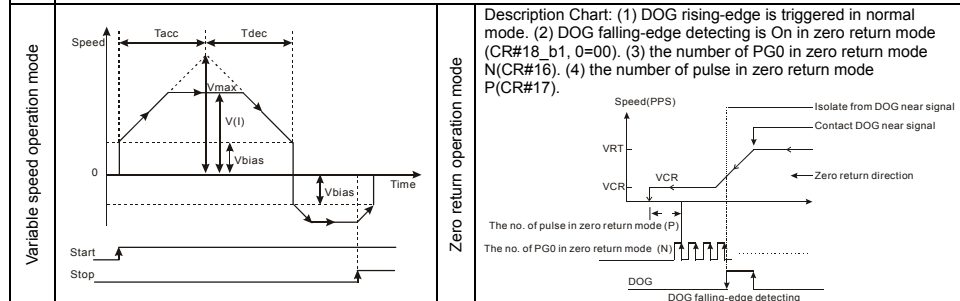 Variable speed operation mode
Speed
Tacc
Tdec
Vmax
V(I)
Vbias
0
Vbias
Time
Start
Stop
Zero return operation mode
Description Chart: (1) DOG rising-edge is triggered in normal
mode. (2) DOG falling-edge detecting is On in zero return mode
(CR#18_b1, 0=00). (3) the number of PG0 in zero return mode
N(CR#16). (4) the number of pulse in zero return mode
P(CR#17).
Speed(PPS)
Isolate from DOG near signal
Contact DOG near signal
VRT
VCR
VCR
Zero return direction
The no. of pulse in zero return mode (P)
The no. of PG0 in zero return mode (N)
DOG
DOG falling-edge detecting